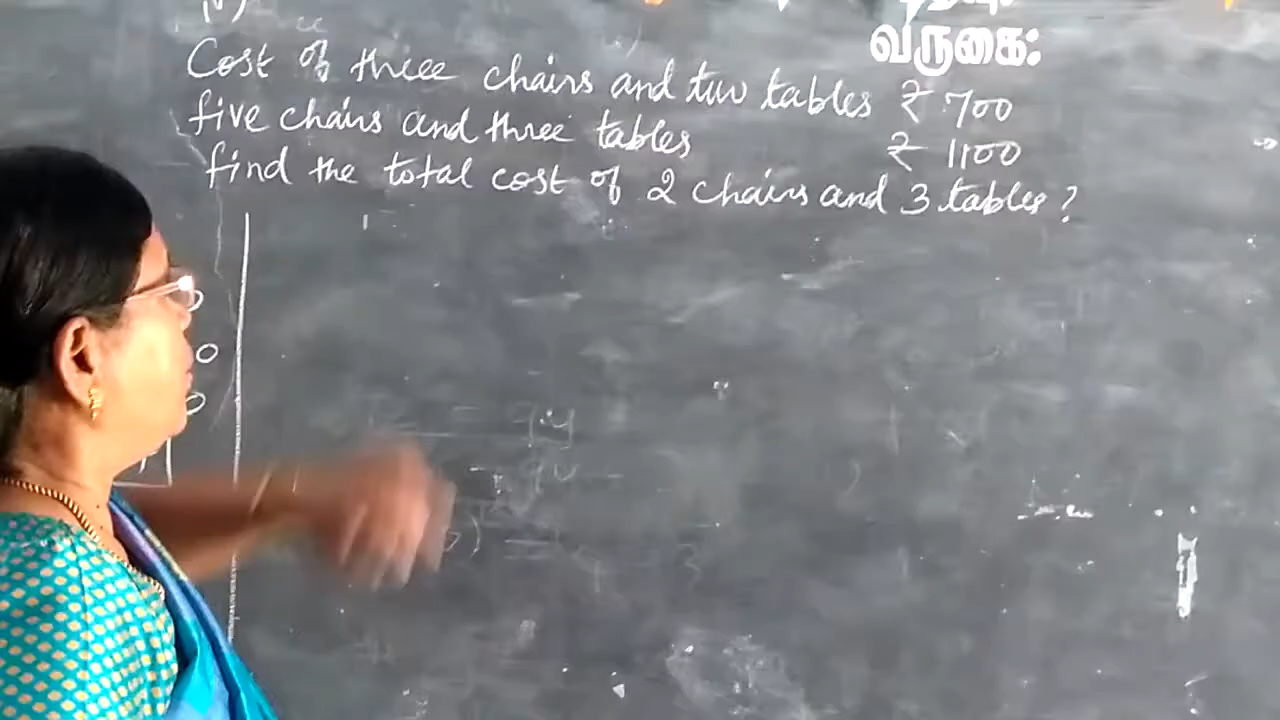 வருகை:
Cost of three chairs and two tables ₹ 700
five chairs and three tables ₹ 1100
find the total cost of 2 chairs and 3 tables ?